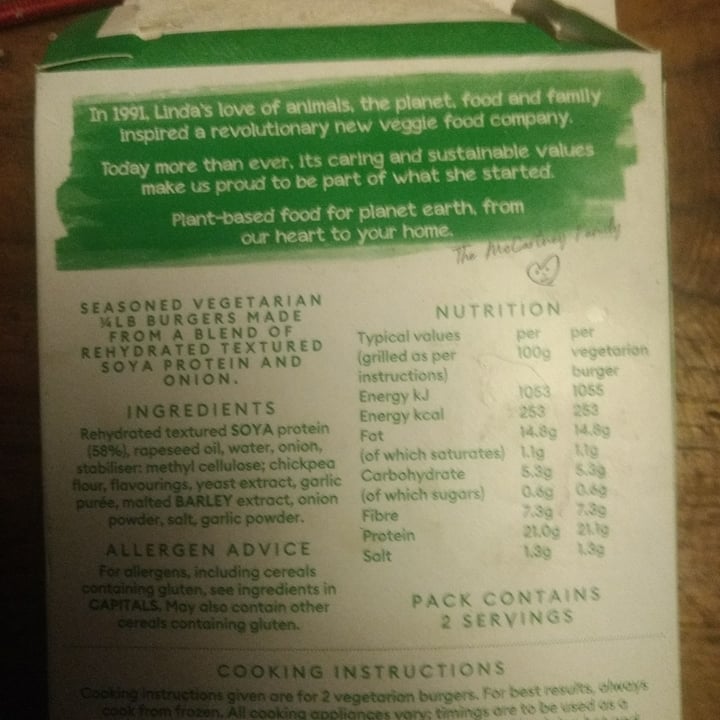 In 1991, Linda's love of animals, the planet, food and family
inspired a revolutionary new veggie food company.
Today more than ever, its caring and sustainable values
make us proud to be part of what she started.
Plant-based food for planet earth, from
our heart to your home.
The McCartney Family
SEASONED VEGETARIAN
¼LB BURGERS MADE
FROM A BLEND OF
REHYDRATED TEXTURED
SOYA PROTEIN AND
ONION.
INGREDIENTS
Rehydrated textured SOYA protein
(58%), rapeseed oil, water, onion,
stabiliser: methyl cellulose; chickpea
flour, flavourings, yeast extract, garlic
purée, malted BARLEY extract, onion
powder, salt, garlic powder.
ALLERGEN ADVICE
For allergens, including cereals
containing gluten, see ingredients in
CAPITALS. May also contain other
cereals containing gluten.
NUTRITION
Typical values per per
(grilled as per 100g vegetarian
instructions) burger
Energy kJ 1053 1055
Energy kcal 253 253
Fat 14.8g 14.8g
(of which saturates) 1.1g 1.1g
Carbohydrate 5.3g 5.3g
(of which sugars) 0.6g 0.6g
Fibre 7.3g 7.3g
Protein 21.0g 21.1g
Salt 1.3g 1.3g
PACK CONTAINS
2 SERVINGS
COOKING INSTRUCTIONS
Cooking instructions given are for 2 vegetarian burgers. For best results, always
cook from frozen. All cooking appliances vary; timings are to be used as a